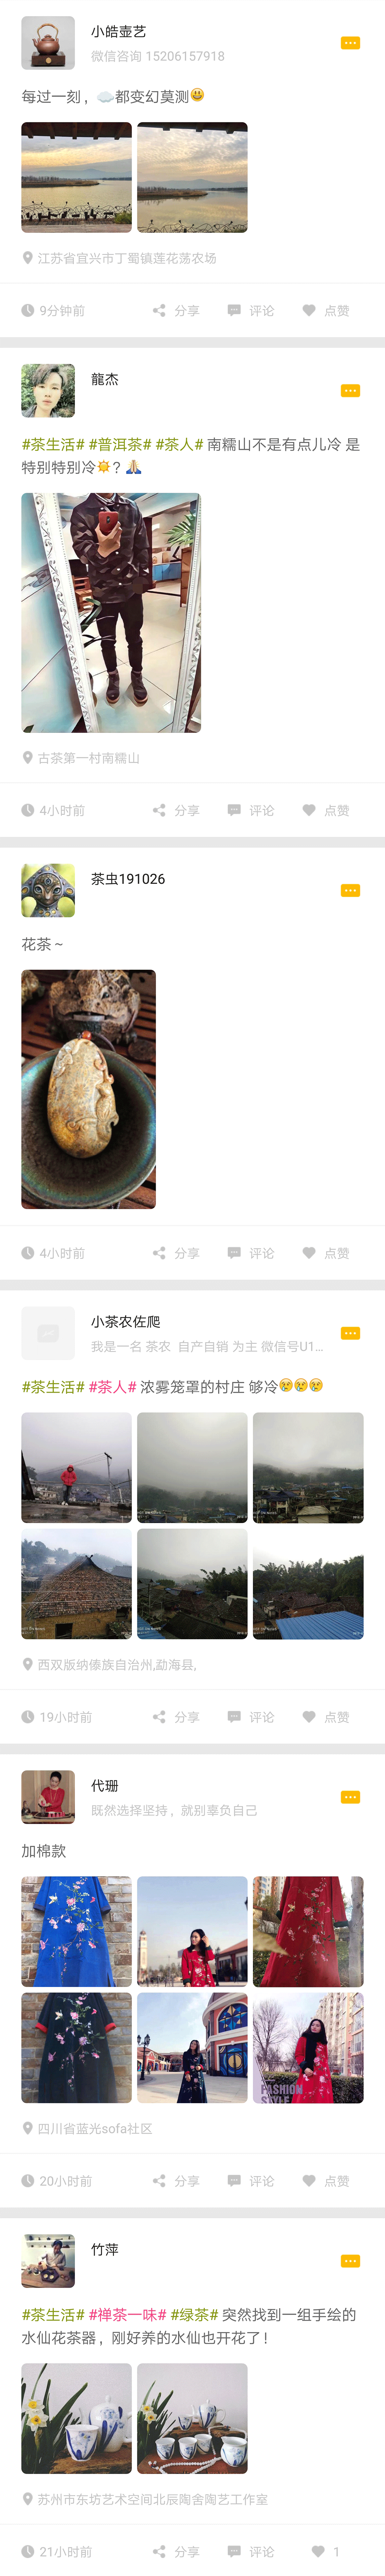 小皓壶艺
微信咨询 15206157918
每过一刻，☁️都变幻莫测😃
江苏省宜兴市丁蜀镇莲花荡农场
9分钟前 分享 评论 点赞
龍杰
#茶生活# #普洱茶# #茶人# 南糯山不是有点儿冷 是
特别特别冷☀️？🙏
古茶第一村南糯山
4小时前 分享 评论 点赞
茶虫191026
花茶～
4小时前 分享 评论 点赞
小茶农佐爬
我是一名 茶农 自产自销 为主 微信号U1...
#茶生活# #茶人# 浓雾笼罩的村庄 够冷😢😢😢
西双版纳傣族自治州,勐海县,
19小时前 分享 评论 点赞
代珊
既然选择坚持，就别辜负自己
加棉款
FASHION
STYLE
四川省蓝光sofa社区
20小时前 分享 评论 点赞
竹萍
#茶生活# #禅茶一味# #绿茶# 突然找到一组手绘的
水仙花茶器，刚好养的水仙也开花了！
苏州市东坊艺术空间北辰陶舍陶艺工作室
21小时前 分享 评论 1